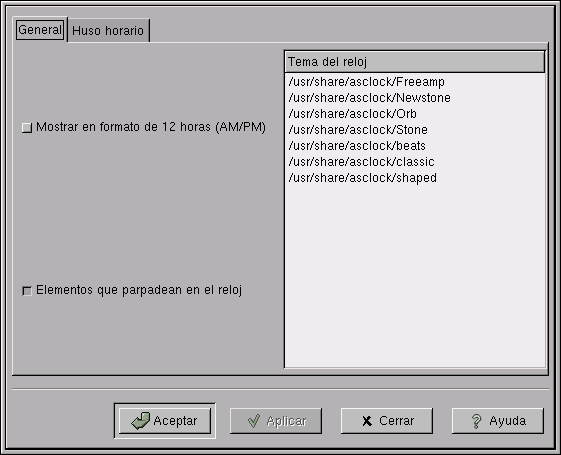 General
Huso horario
Tema del reloj
/usr/share/asclock/Freeamp
/usr/share/asclock/Newstone
/usr/share/asclock/Orb
/usr/share/asclock/Stone
/usr/share/asclock/beats
/usr/share/asclock/classic
/usr/share/asclock/shaped
Mostrar en formato de 12 horas (AM/PM)
Elementos que parpadean en el reloj
Aceptar
Aplicar
Cerrar
Ayuda